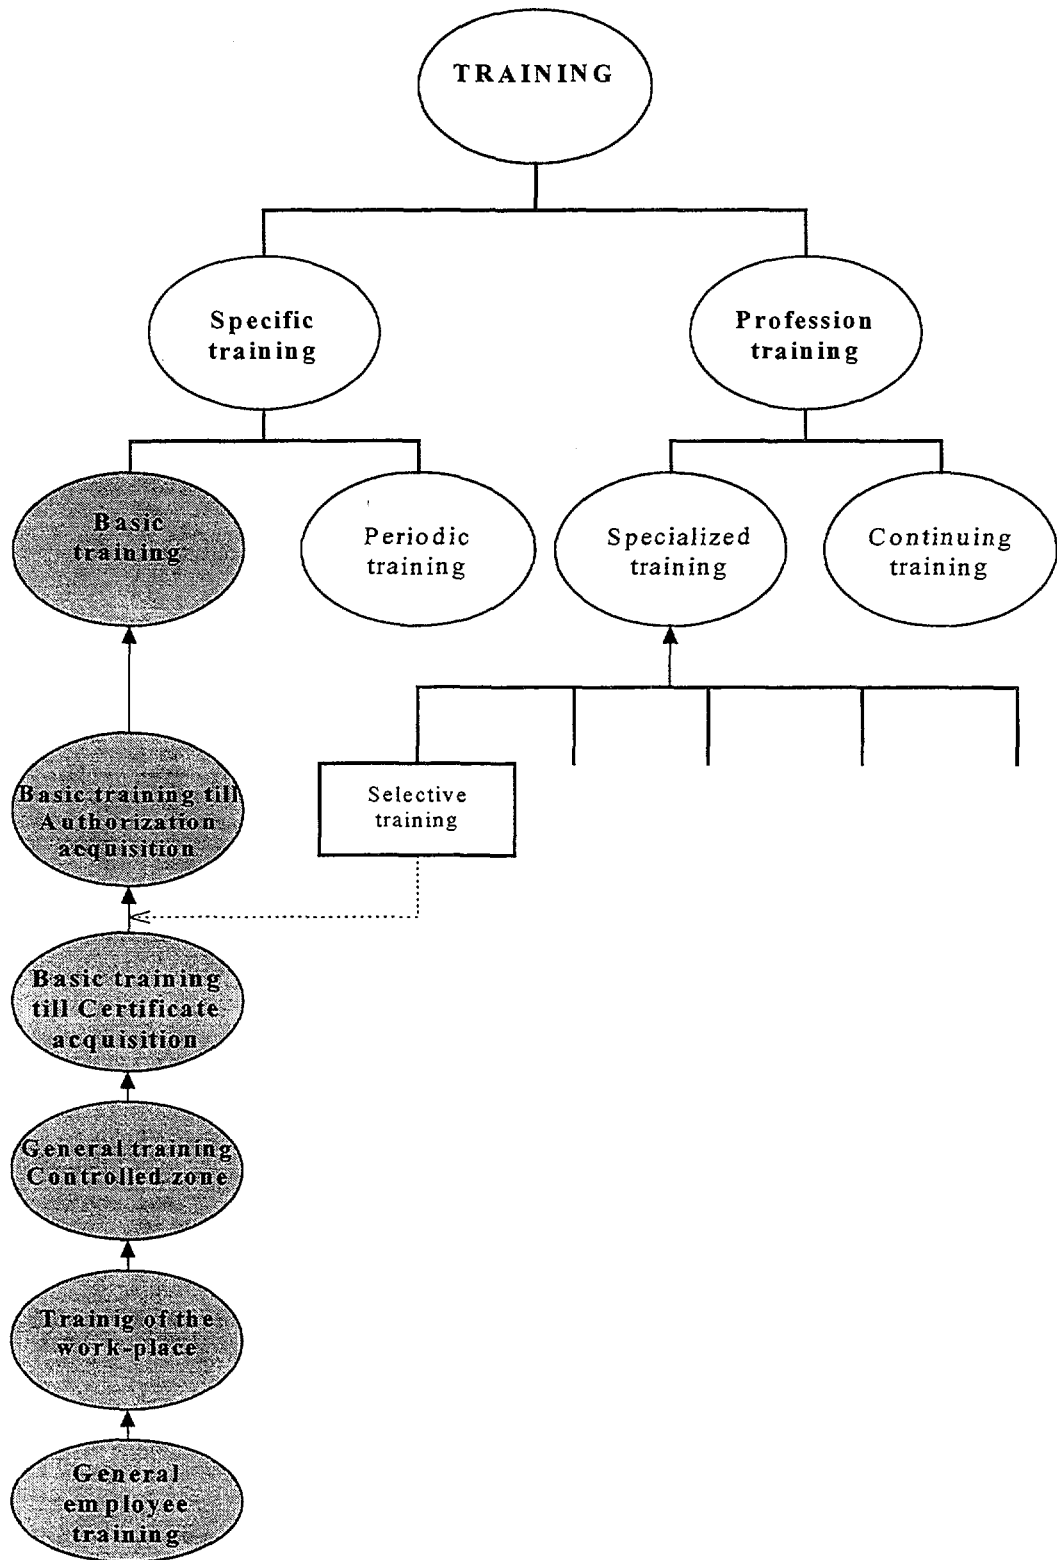 TRAINING
Specific
training
Profession
training
Basic
training
Periodic
training
Specialized
training
Continuing
training
Basic training till
Authorization
acquisition
Selective
training
Basic training
till Certificate
acquisition
General training
Controlled zone
Trainig of the
work-place
General
employee
training